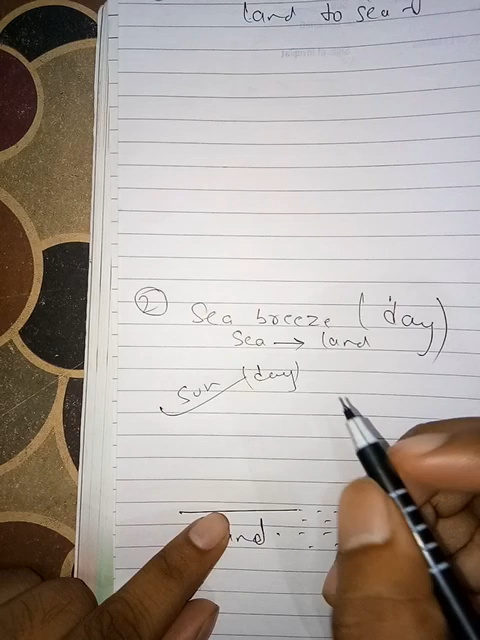 land to sea
② Sea breeze (day)
Sea → land
Sun (day)